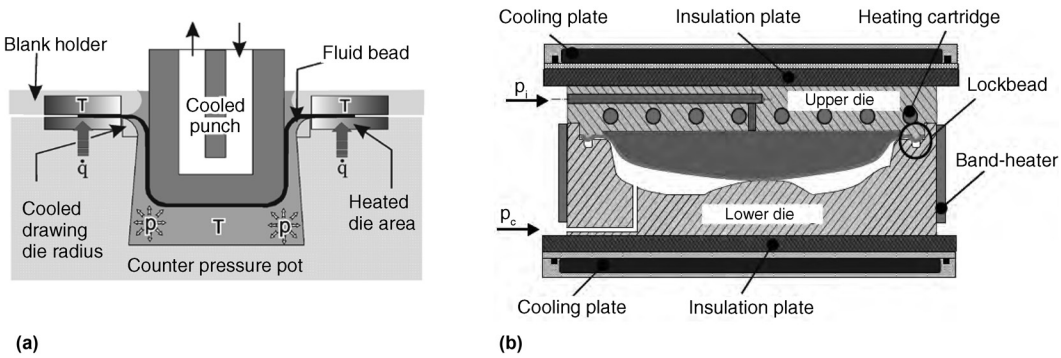 Blank holder
Fluid bead
T
Cooled
punch
T
q̇
q̇
Cooled
drawing
die radius
p
T
p
Heated
die area
Counter pressure pot
(a)
Cooling plate
Insulation plate
Heating cartridge
Lockbead
pi
Upper die
Band-heater
Lower die
pc
Cooling plate
Insulation plate
(b)